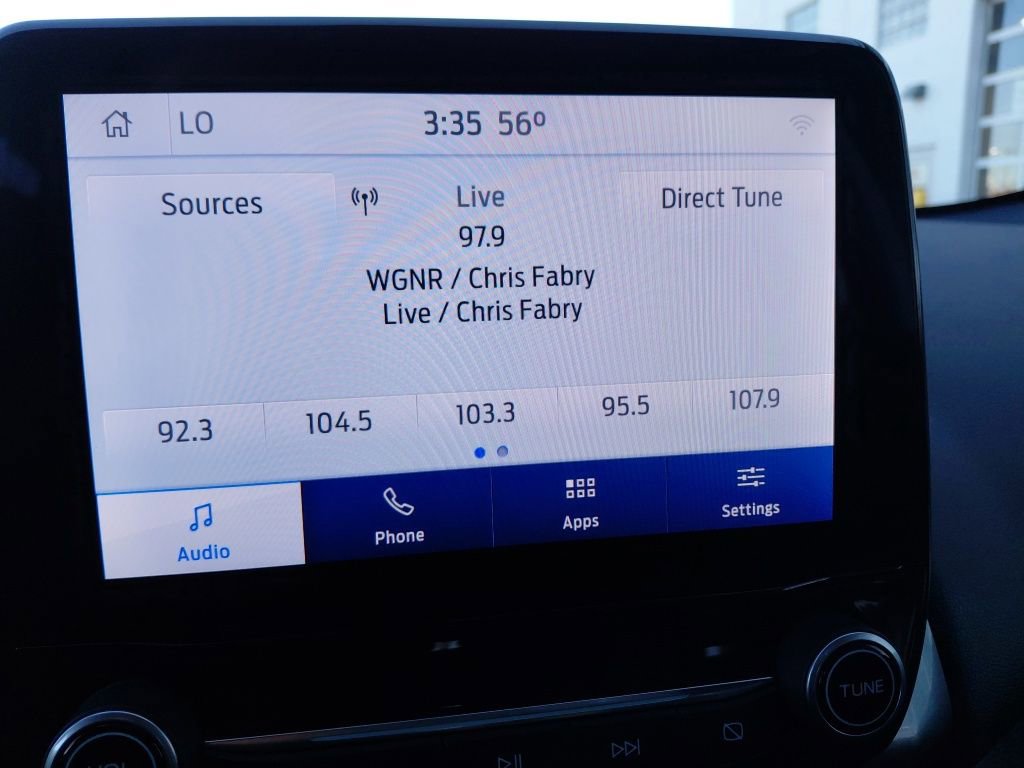 LO 3:35 56º
Sources Live Direct Tune
97.9
WGNR / Chris Fabry
Live / Chris Fabry
92.3 104.5 103.3 95.5 107.9
Audio Phone Apps Settings
TUNE